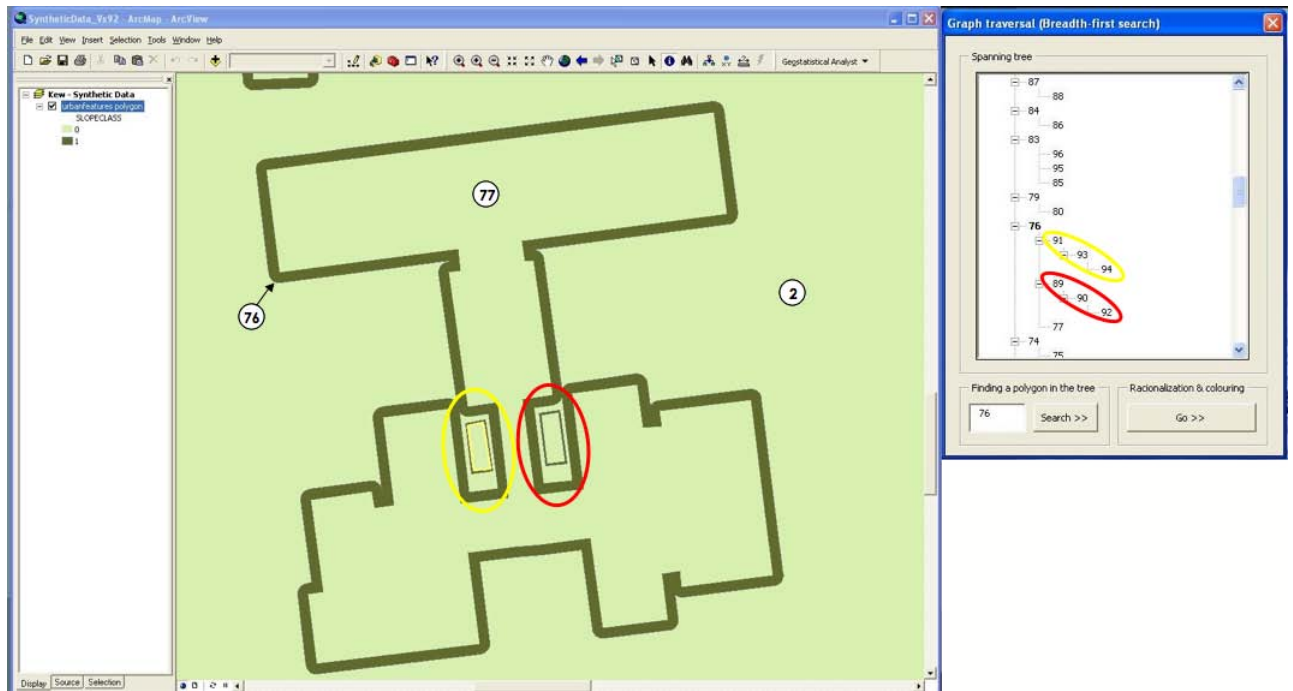 SyntheticData_Vx92 - ArcMap - ArcView
File Edit View Insert Selection Tools Window Help
Geostatistical Analyst
Kew - Synthetic Data
urbanfeatures polygon
SLOPECLASS
0
1
77
76
2
Display Source Selection
Graph traversal (Breadth-first search)
Spanning tree
87
88
84
86
83
96
95
85
79
80
76
91
93
94
89
90
92
77
74
75
Finding a polygon in the tree
76
Search >>
Racionalization & colouring
Go >>